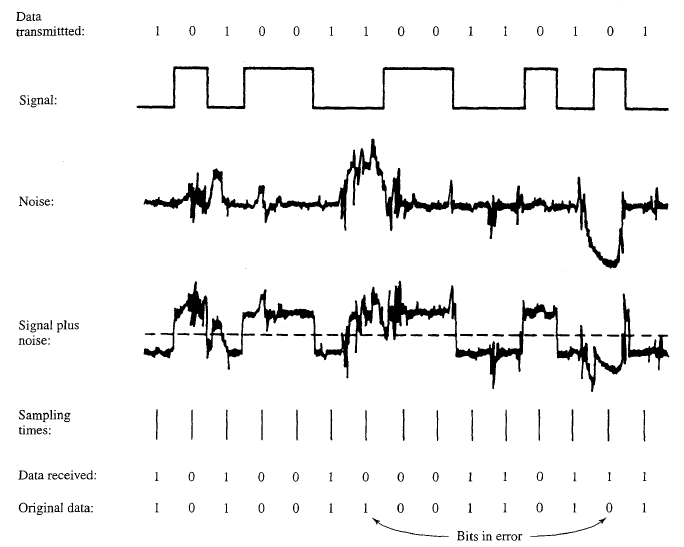 Data
transmittted: 1 0 1 0 0 1 1 0 0 1 1 0 1 0 1
Signal:
Noise:
Signal plus
noise:
Sampling
times:
Data received: 1 0 1 0 0 1 0 0 0 1 1 0 1 1 1
Original data: 1 0 1 0 0 1 1 0 0 1 1 0 1 0 1
Bits in error